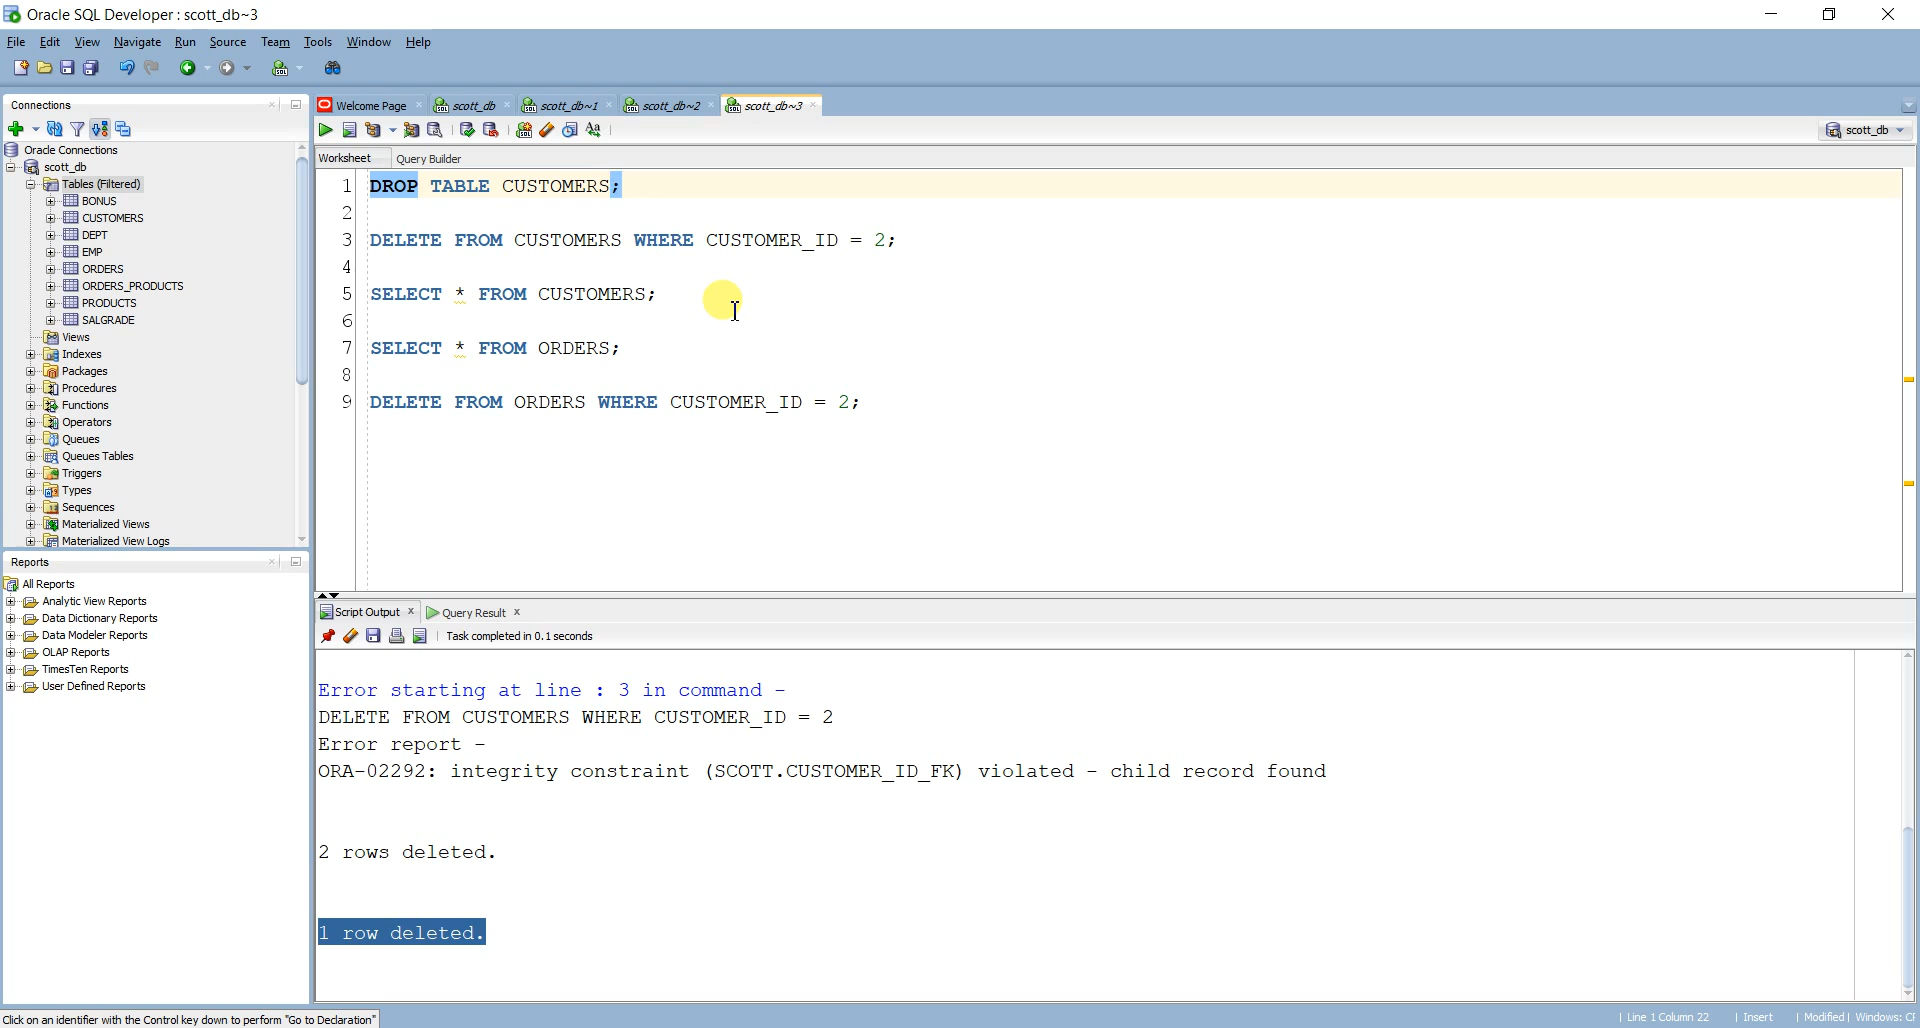 Oracle SQL Developer : scott_db~3
File Edit View Navigate Run Source Team Tools Window Help
Connections
Welcome Page scott_db scott_db~1 scott_db~2 scott_db~3
scott_db
Oracle Connections
scott_db
Tables (Filtered)
BONUS
CUSTOMERS
DEPT
EMP
ORDERS
ORDERS_PRODUCTS
PRODUCTS
SALGRADE
Views
Indexes
Packages
Procedures
Functions
Operators
Queues
Queues Tables
Triggers
Types
Sequences
Materialized Views
Materialized View Logs
Reports
All Reports
Analytic View Reports
Data Dictionary Reports
Data Modeler Reports
OLAP Reports
TimesTen Reports
User Defined Reports
Worksheet Query Builder
1 DROP TABLE CUSTOMERS;
2
3 DELETE FROM CUSTOMERS WHERE CUSTOMER_ID = 2;
4
5 SELECT * FROM CUSTOMERS;
6
7 SELECT * FROM ORDERS;
8
9 DELETE FROM ORDERS WHERE CUSTOMER_ID = 2;
Script Output Query Result
Task completed in 0.1 seconds
Error starting at line : 3 in command -
DELETE FROM CUSTOMERS WHERE CUSTOMER_ID = 2
Error report -
ORA-02292: integrity constraint (SCOTT.CUSTOMER_ID_FK) violated - child record found
2 rows deleted.
1 row deleted.
Click on an identifier with the Control key down to perform "Go to Declaration"
Line 1 Column 22 Insert Modified Windows: